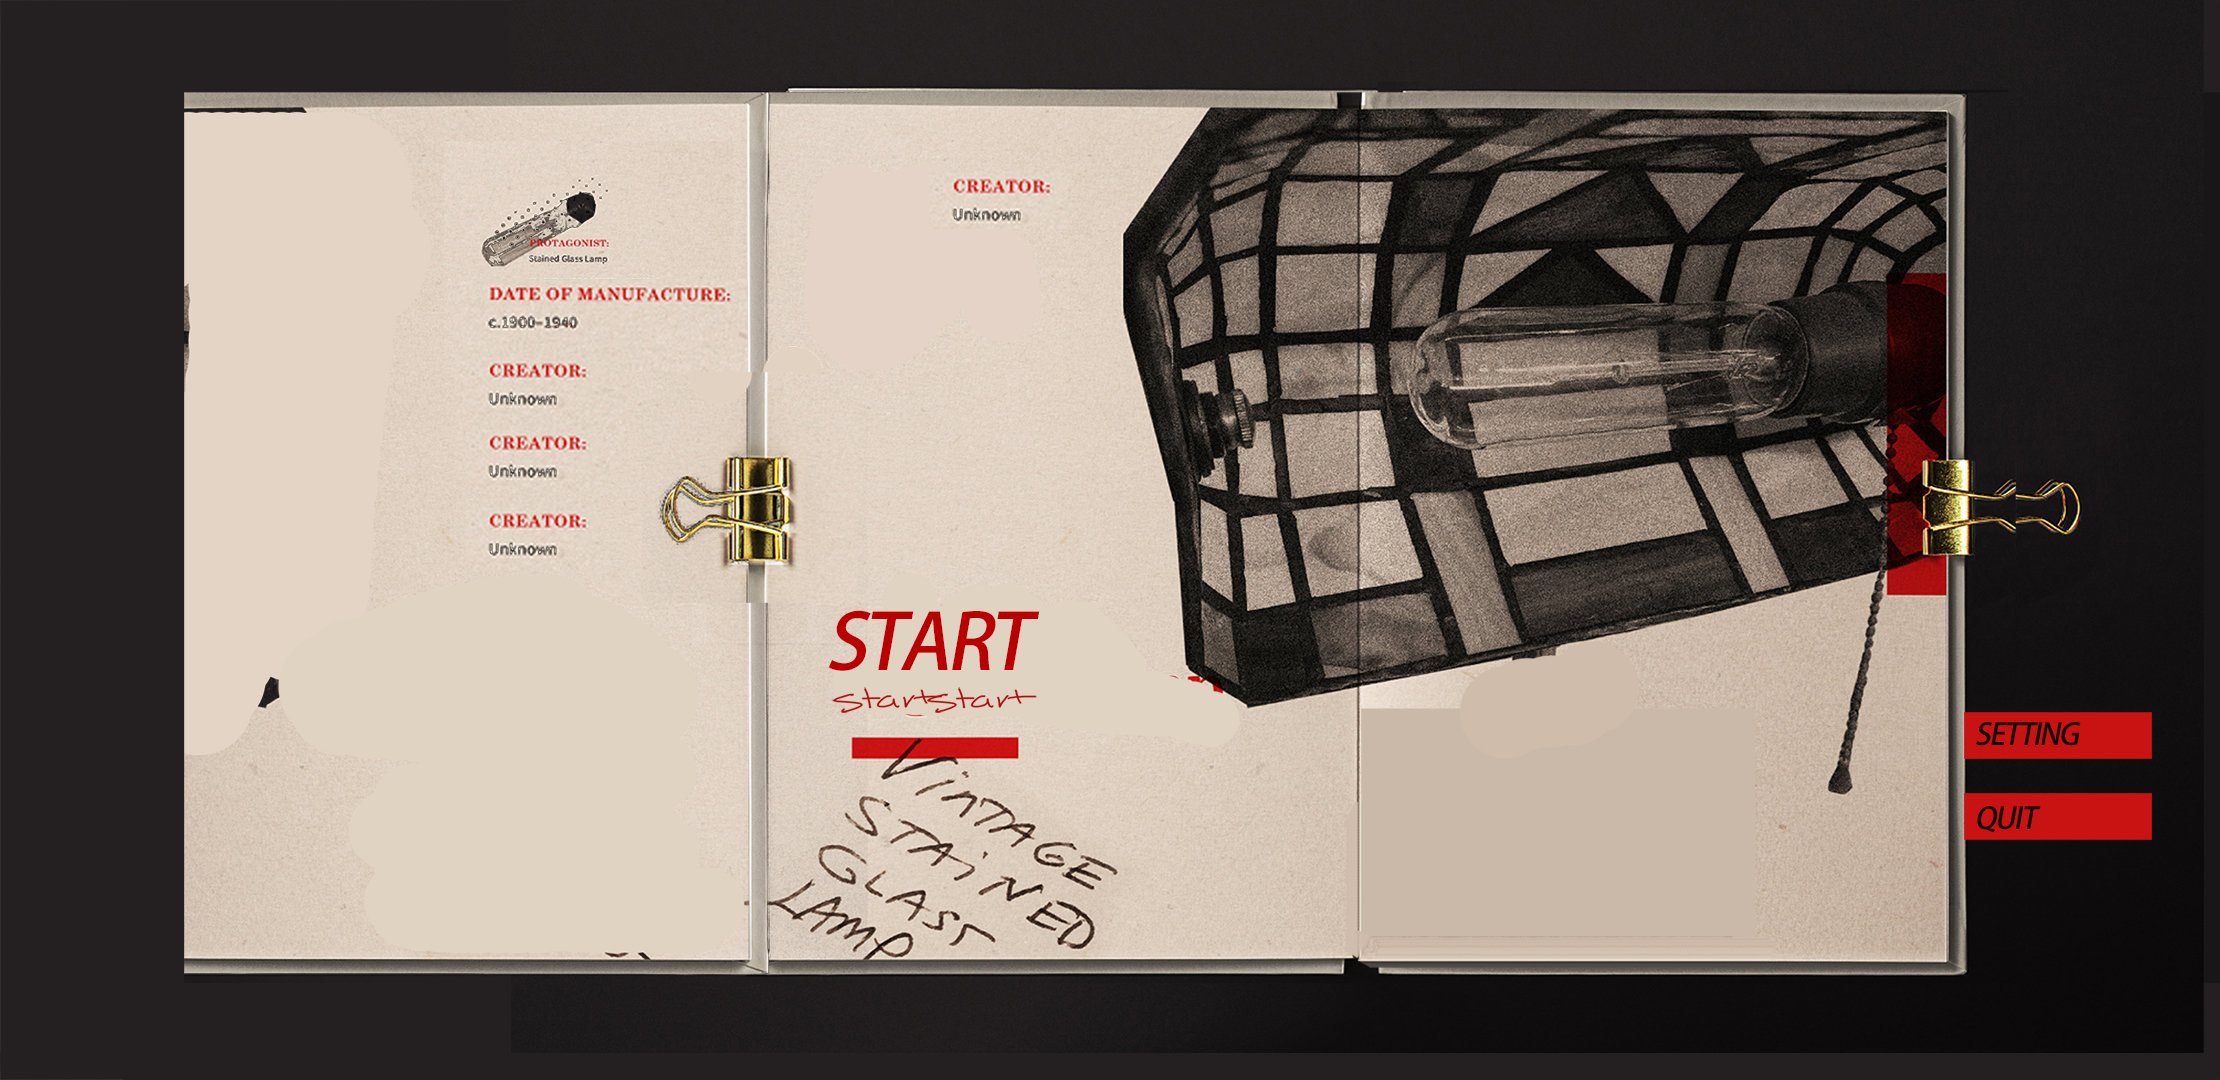 PROTAGONIST:
Stained Glass Lamp
DATE OF MANUFACTURE:
c.1900–1940
CREATOR:
Unknown
CREATOR:
Unknown
CREATOR:
Unknown
CREATOR:
Unknown
START
startstart
VinTAGE
STAiNED
GLASS
LAMP
SETTING
QUIT